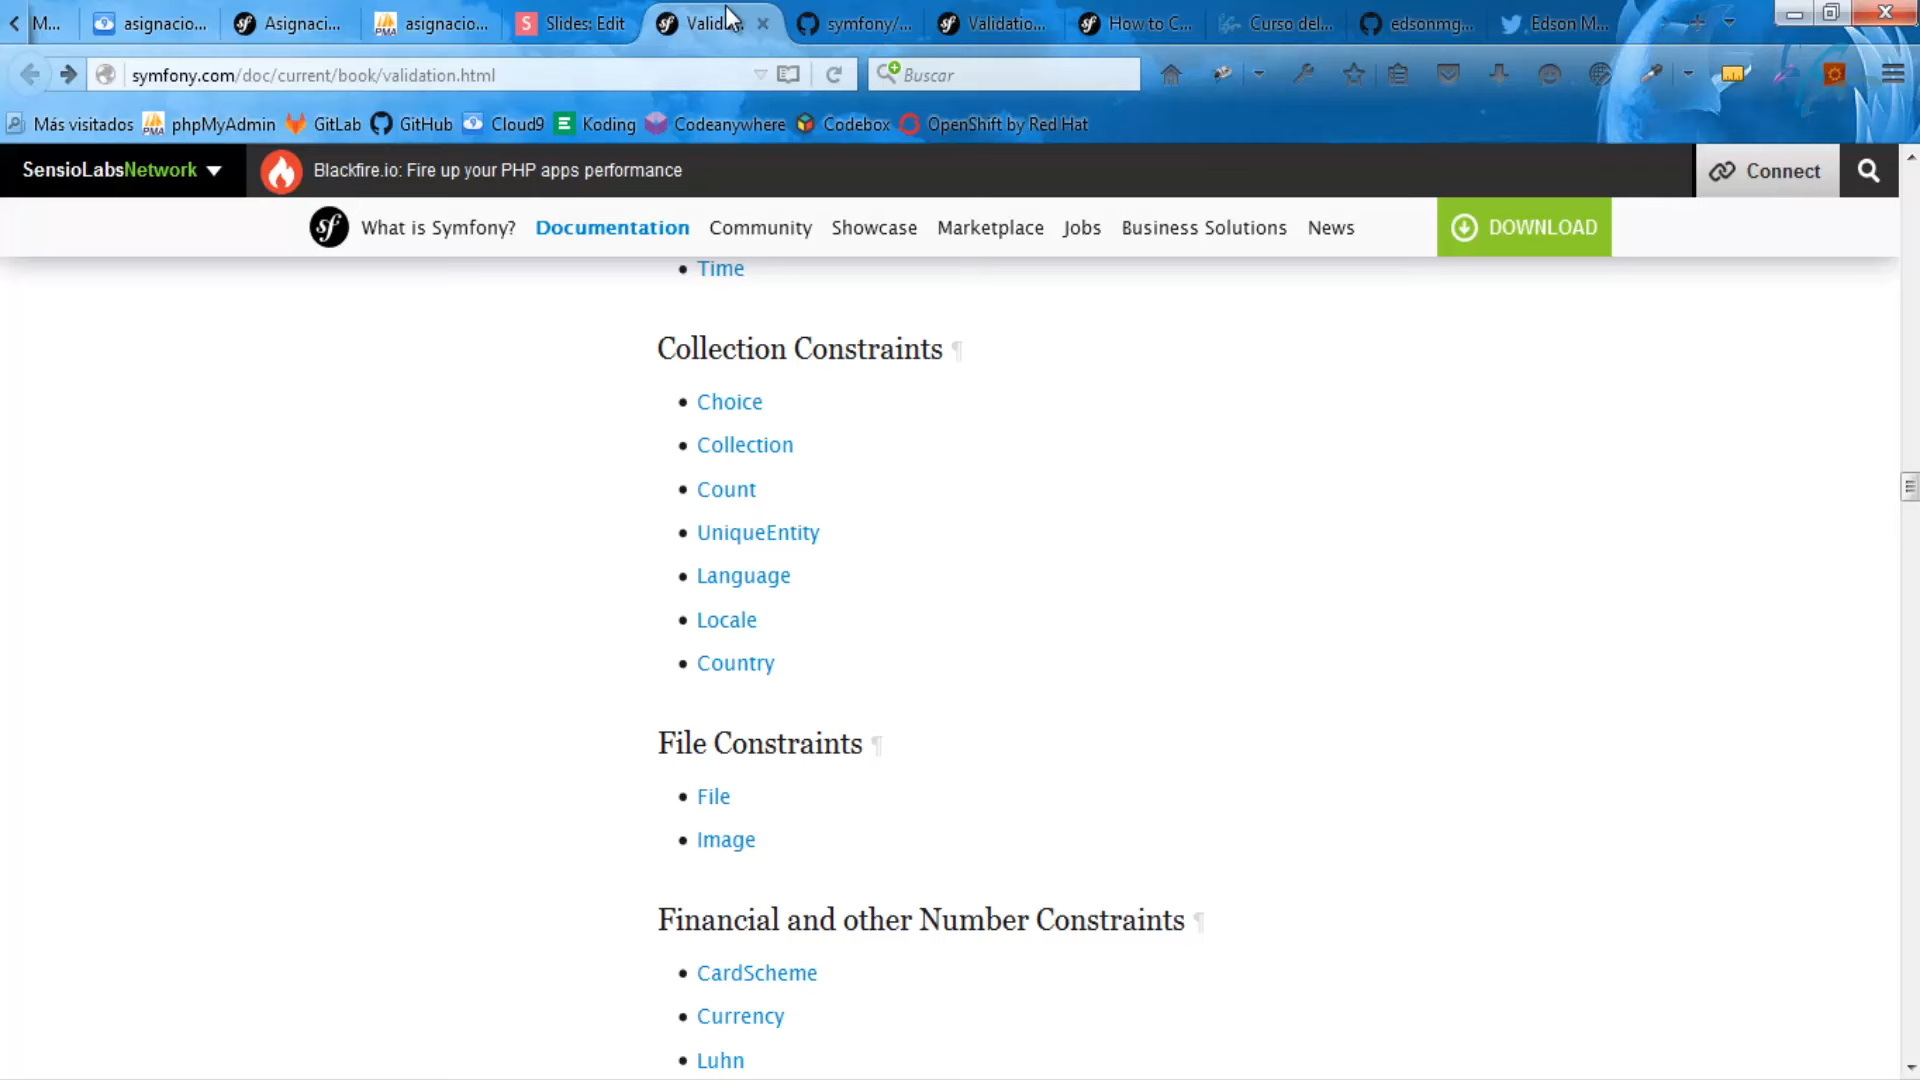 M... asignacio... Asignaci... asignacio... Slides: Edit Valid... symfony/... Validatio... How to C... Curso del... edsonmg... Edson M...
symfony.com/doc/current/book/validation.html Buscar
Más visitados phpMyAdmin GitLab GitHub Cloud9 Koding Codeanywhere Codebox OpenShift by Red Hat
SensioLabsNetwork Blackfire.io: Fire up your PHP apps performance Connect
sf What is Symfony? Documentation Community Showcase Marketplace Jobs Business Solutions News DOWNLOAD
• Time
Collection Constraints ¶
• Choice
• Collection
• Count
• UniqueEntity
• Language
• Locale
• Country
File Constraints ¶
• File
• Image
Financial and other Number Constraints ¶
• CardScheme
• Currency
• Luhn